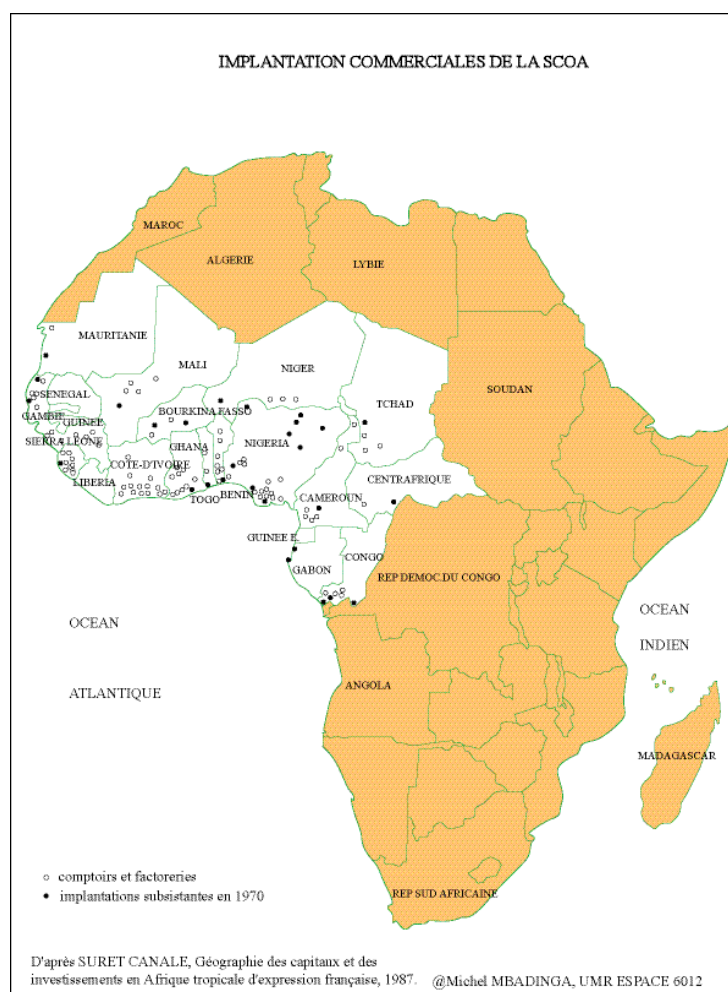 IMPLANTATION COMMERCIALES DE LA SCOA
MAROC
ALGERIE
LYBIE
MAURITANIE
MALI
NIGER
TCHAD
SOUDAN
SENEGAL
GAMBIE
GUINEE
BOURKINA FASSO
SIERRA LEONE
GHANA
NIGERIA
COTE-D'IVOIRE
LIBERIA
TOGO
BENIN
CENTRAFRIQUE
CAMEROUN
GUINEE E.
GABON
CONGO
REP DEMOC.DU CONGO
OCEAN
ATLANTIQUE
OCEAN
INDIEN
ANGOLA
MADAGASCAR
REP SUD AFRICAINE
comptoirs et factoreries
implantations subsistantes en 1970
D'après SURET CANALE, Géographie des capitaux et des
investissements en Afrique tropicale d'expression française, 1987.
@Michel MBADINGA, UMR ESPACE 6012